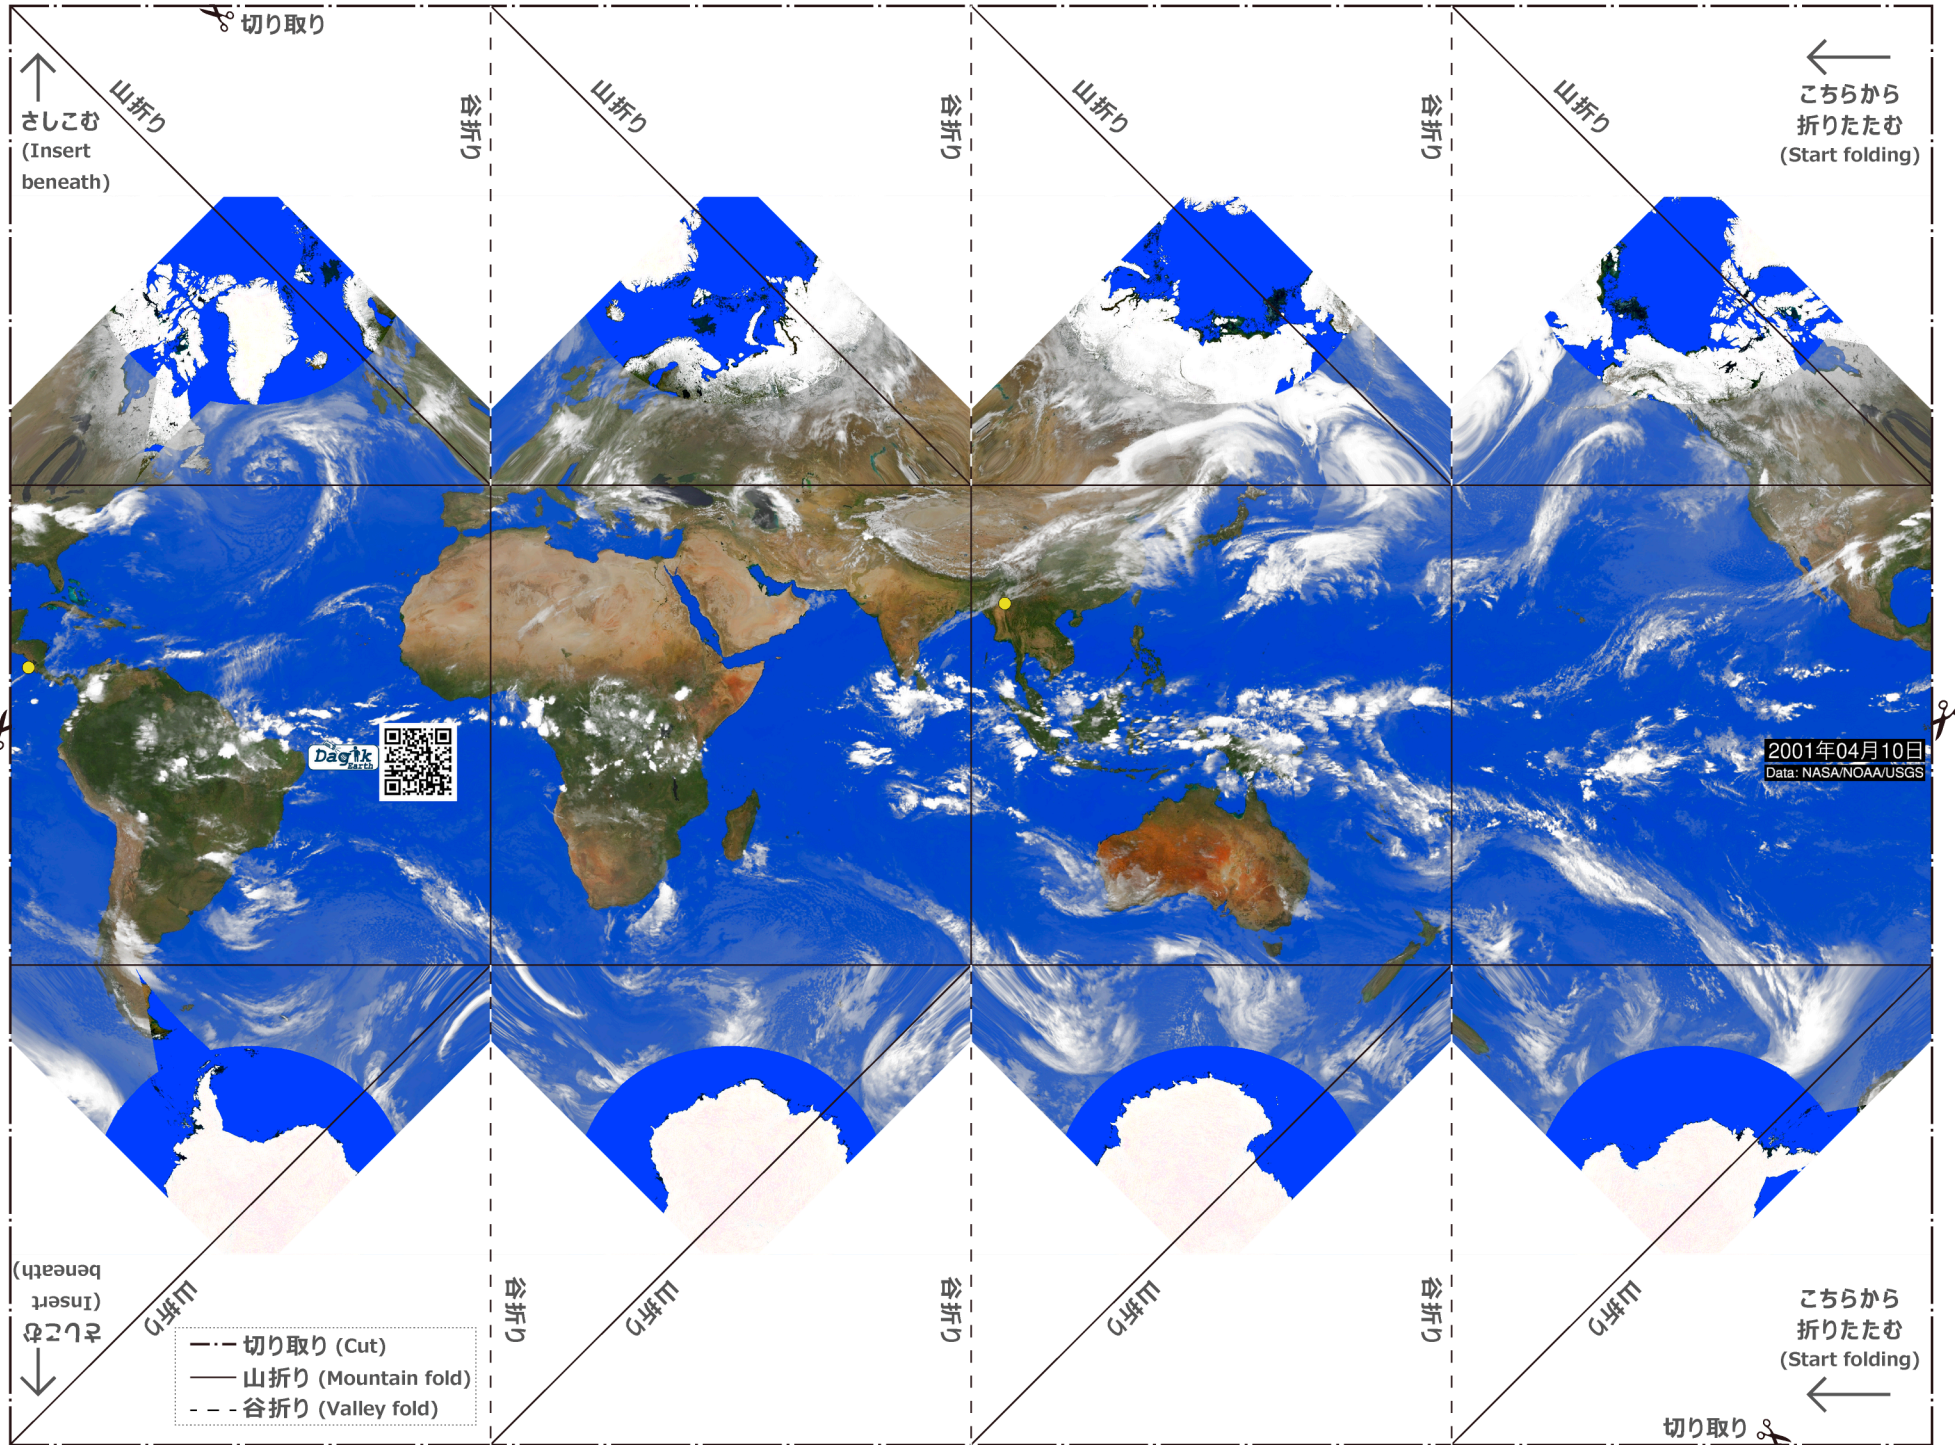 切り取り
さしこむ
(Insert
beneath)
山折り
谷折り
山折り
谷折り
山折り
谷折り
山折り
こちらから
折りたたむ
(Start folding)
Dagik
Earth
2001年04月10日
Data: NASA/NOAA/USGS
さしこむ
(Insert
beneath)
山折り
谷折り
山折り
谷折り
山折り
谷折り
山折り
こちらから
折りたたむ
(Start folding)
切り取り (Cut)
山折り (Mountain fold)
谷折り (Valley fold)
切り取り